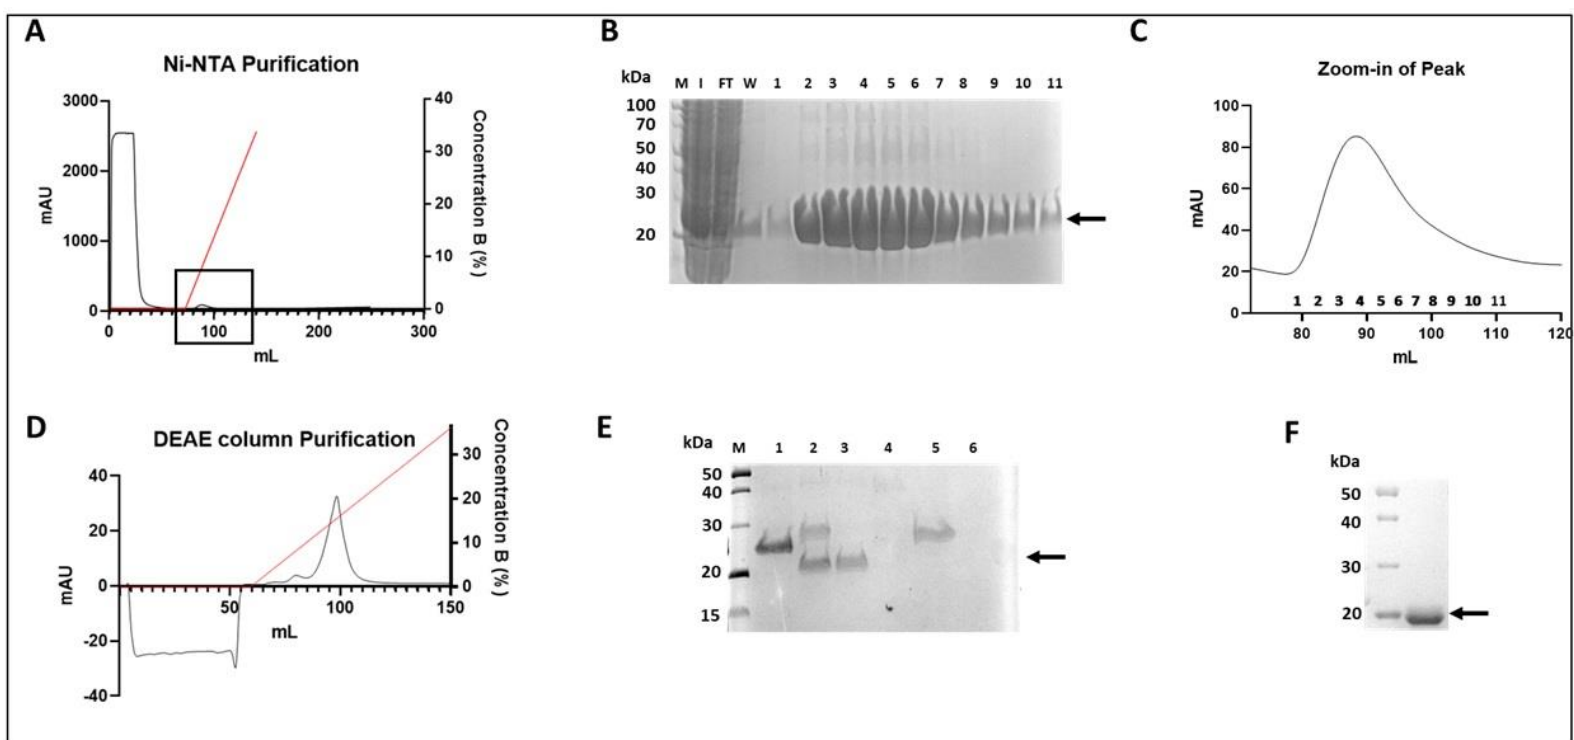 A
Ni-NTA Purification
mAU
3000
2000
1000
0
0 100 200 300
mL
40
30
20
10
0
Concentration B (%)
B
kDa M I FT W 1 2 3 4 5 6 7 8 9 10 11
100
70
50
40
30
20
C
Zoom-in of Peak
mAU
100
80
60
40
20
0
1 2 3 4 5 6 7 8 9 10 11
80 90 100 110 120
mL
D
DEAE column Purification
mAU
40
20
0
-20
-40
50 100 150
mL
30
20
10
0
Concentration B (%)
E
kDa M 1 2 3 4 5 6
50
40
30
20
15
F
kDa
50
40
30
20